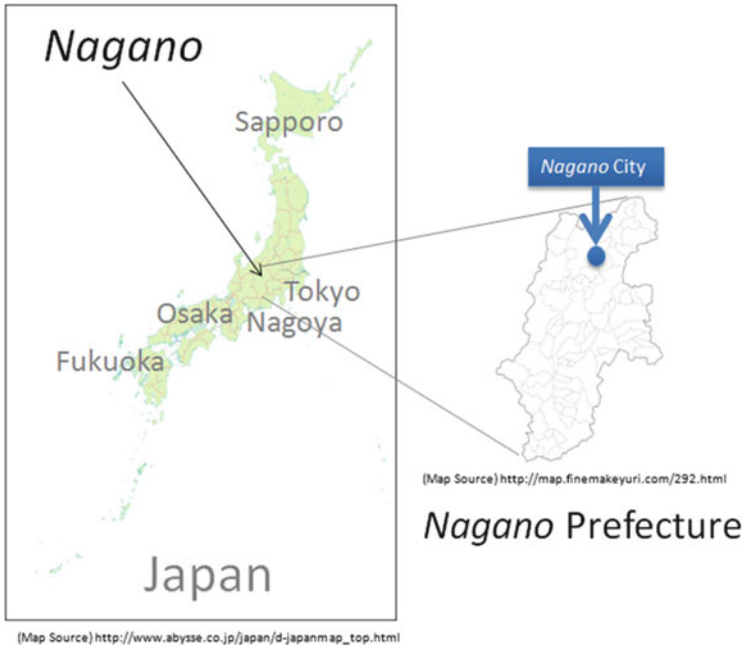 Nagano
Sapporo
Tokyo
Osaka
Nagoya
Fukuoka
Japan
(Map Source) http://www.abysse.co.jp/japan/d-japanmap_top.html
Nagano City
(Map Source) http://map.finemakeyuri.com/292.html
Nagano Prefecture